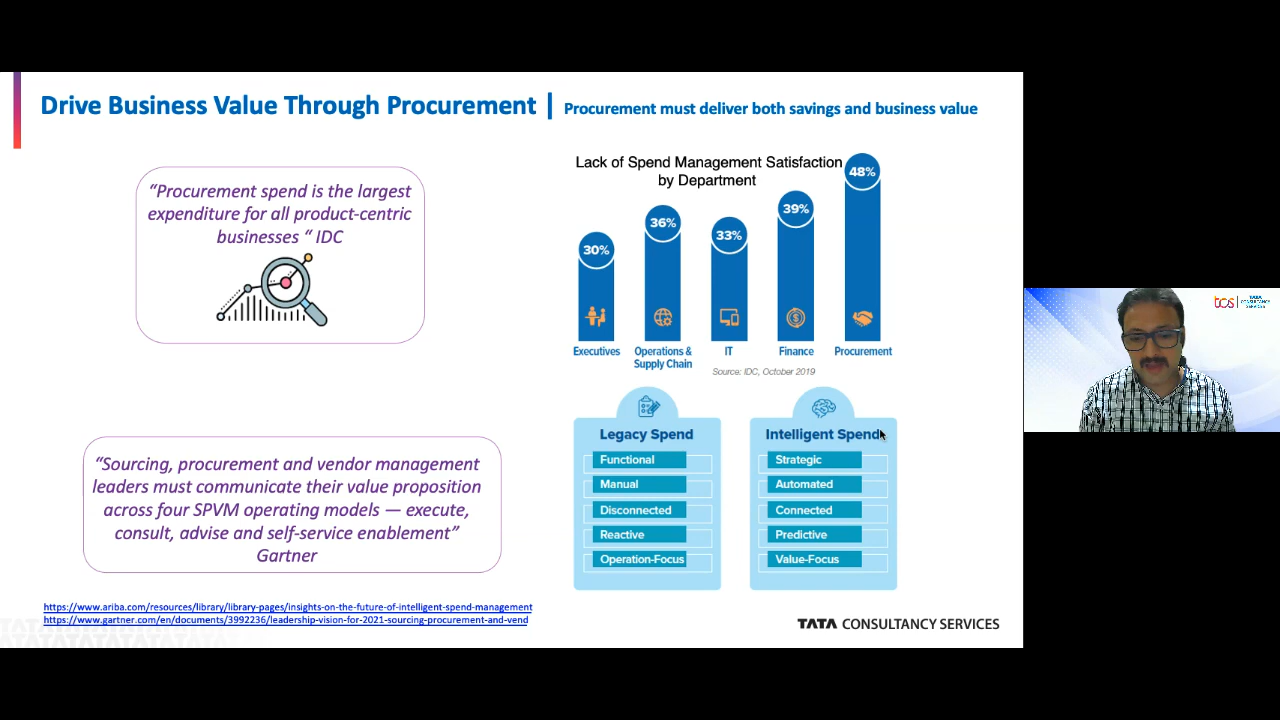 Drive Business Value Through Procurement | Procurement must deliver both savings and business value
“Procurement spend is the largest
expenditure for all product-centric
businesses “ IDC
“Sourcing, procurement and vendor management
leaders must communicate their value proposition
across four SPVM operating models — execute,
consult, advise and self-service enablement”
Gartner
https://www.ariba.com/resources/library/library-pages/insights-on-the-future-of-intelligent-spend-management
https://www.gartner.com/en/documents/3992236/leadership-vision-for-2021-sourcing-procurement-and-vend
Lack of Spend Management Satisfaction
by Department
30%
36%
33%
39%
48%
Executives
Operations &
Supply Chain
IT
Finance
Procurement
Source: IDC, October 2019
Legacy Spend
Functional
Manual
Disconnected
Reactive
Operation-Focus
Intelligent Spend
Strategic
Automated
Connected
Predictive
Value-Focus
TATA CONSULTANCY SERVICES
tcs
TATA
CONSULTANCY
SERVICES